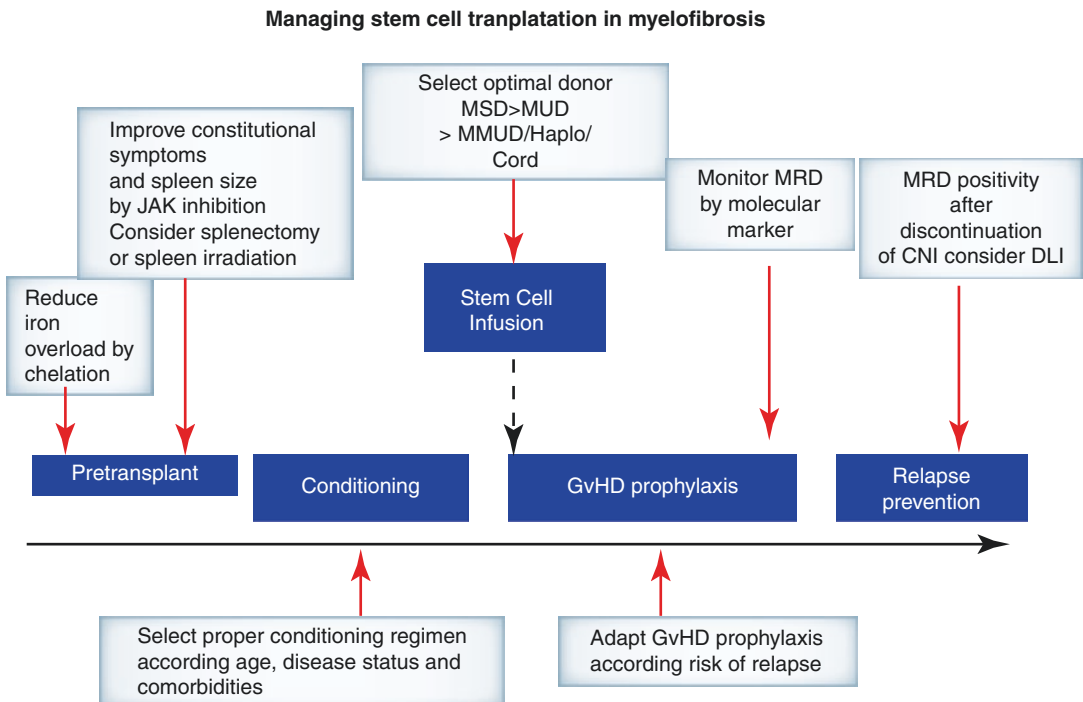 Managing stem cell tranplatation in myelofibrosis
Select optimal donor
MSD>MUD
> MMUD/Haplo/
Cord
Improve constitutional
symptoms
and spleen size
by JAK inhibition
Consider splenectomy
or spleen irradiation
Monitor MRD
by molecular
marker
MRD positivity
after
discontinuation
of CNI consider DLI
Reduce
iron
overload by
chelation
Stem Cell
Infusion
Pretransplant
Conditioning
GvHD prophylaxis
Relapse
prevention
Select proper conditioning regimen
according age, disease status and
comorbidities
Adapt GvHD prophylaxis
according risk of relapse